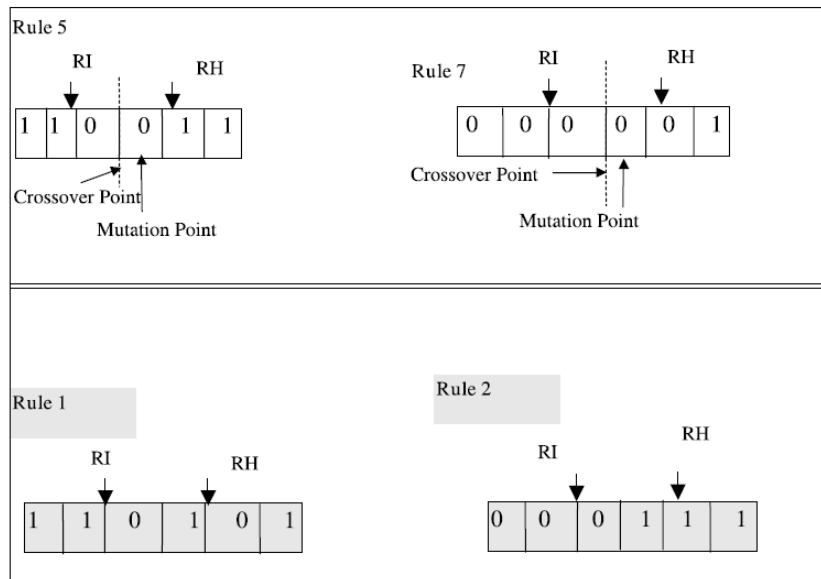 Rule 5
RI
RH
1 1 0 0 1 1
Crossover Point
Mutation Point
Rule 7
RI
RH
0 0 0 0 0 1
Crossover Point
Mutation Point
Rule 1
RI
RH
1 1 0 1 0 1
Rule 2
RI
RH
0 0 0 1 1 1